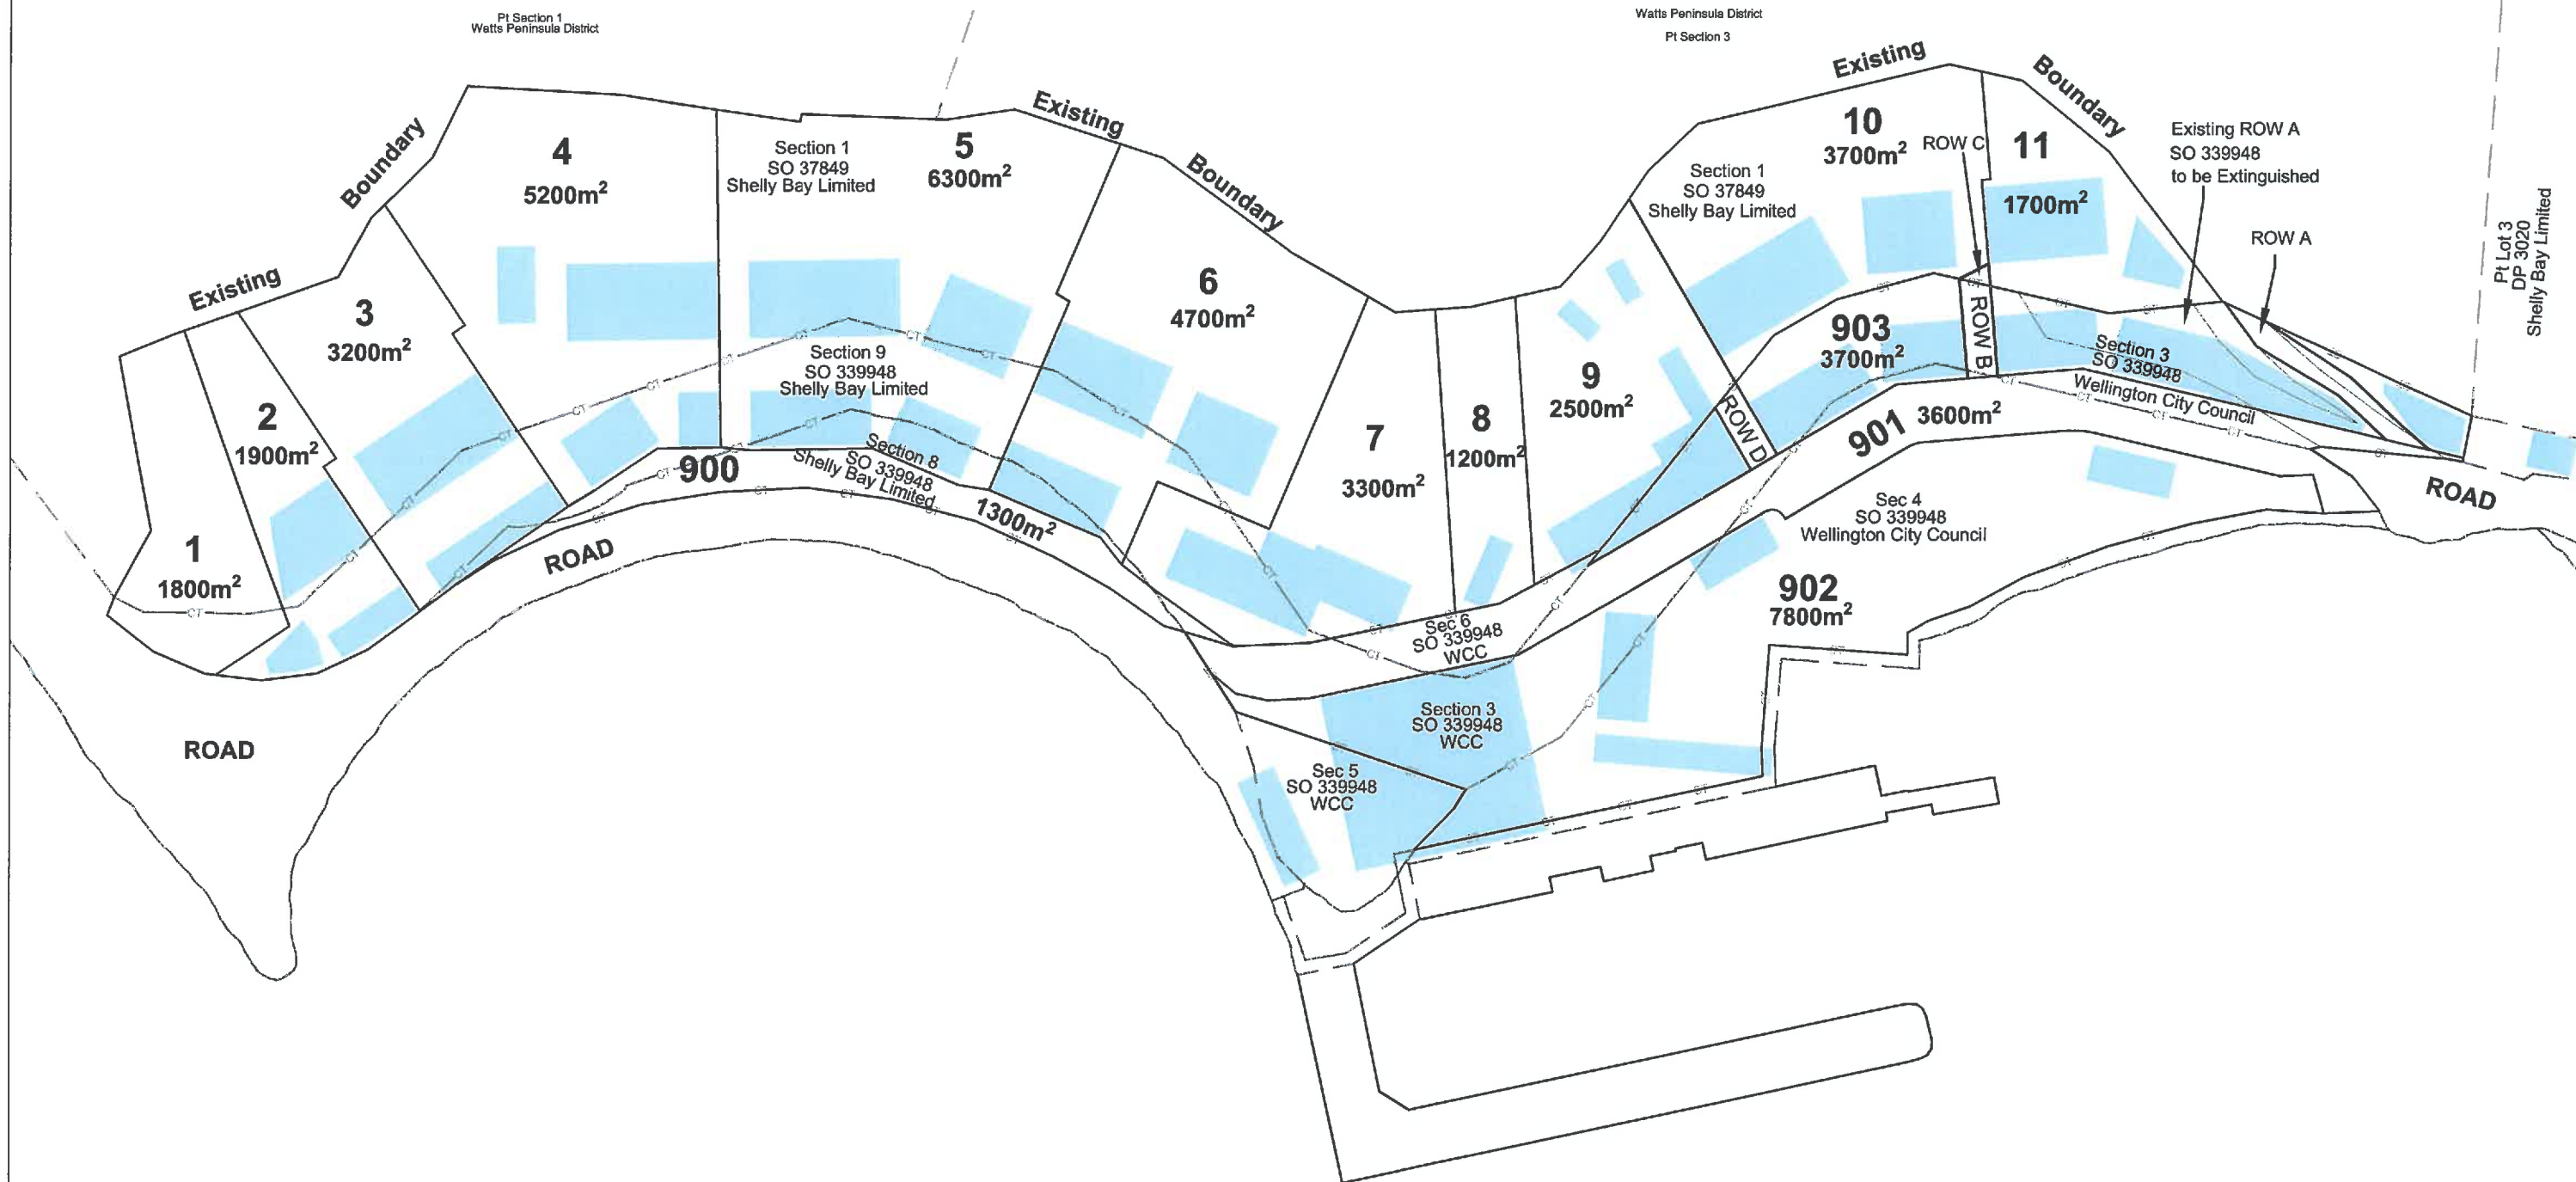 Pt Section 1
Watts Peninsula District
Watts Peninsula District
Pt Section 3
Existing
Boundary
Existing
Boundary
Existing
Boundary
1
1800m²
2
1900m²
3
3200m²
4
5200m²
Section 1
SO 37849
Shelly Bay Limited
5
6300m²
Section 9
SO 339948
Shelly Bay Limited
Section 8
SO 339948
Shelly Bay Limited
900
1300m²
ROAD
ROAD
6
4700m²
7
3300m²
8
1200m²
9
2500m²
Section 1
SO 37849
Shelly Bay Limited
10
3700m²
ROW C
11
1700m²
Existing ROW A
SO 339948
to be Extinguished
ROW A
Pt Lot 3
DP 3020
Shelly Bay Limited
903
3700m²
ROW B
ROW D
Section 3
SO 339948
Wellington City Council
901 3600m²
Sec 4
SO 339948
Wellington City Council
902
7800m²
ROAD
Sec 6
SO 339948
WCC
Section 3
SO 339948
WCC
Sec 5
SO 339948
WCC